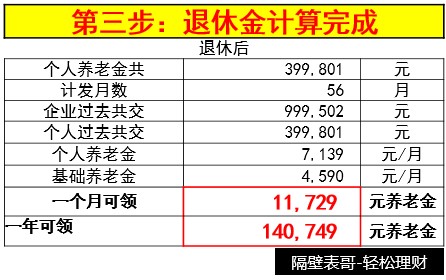 第三步：退休金计算完成
退休后
个人养老金共 399,801 元
计发月数 56 月
企业过去共交 999,502 元
个人过去共交 399,801 元
个人养老金 7,139 元/月
基础养老金 4,590 元/月
一个月可领 11,729 元养老金
一年可领 140,749 元养老金
隔壁表哥-轻松理财